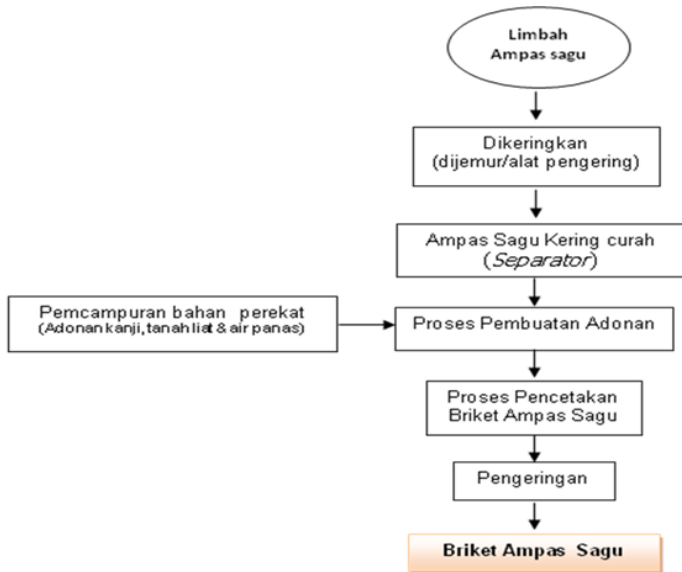 Limbah
Ampas sagu
Dikeringkan
(dijemur/alat pengering)
Ampas Sagu Kering curah
(Separator)
Pemcampuran bahan perekat
(Adonan kanji, tanah liat & air panas)
Proses Pembuatan Adonan
Proses Pencetakan
Briket Ampas Sagu
Pengeringan
Briket Ampas Sagu